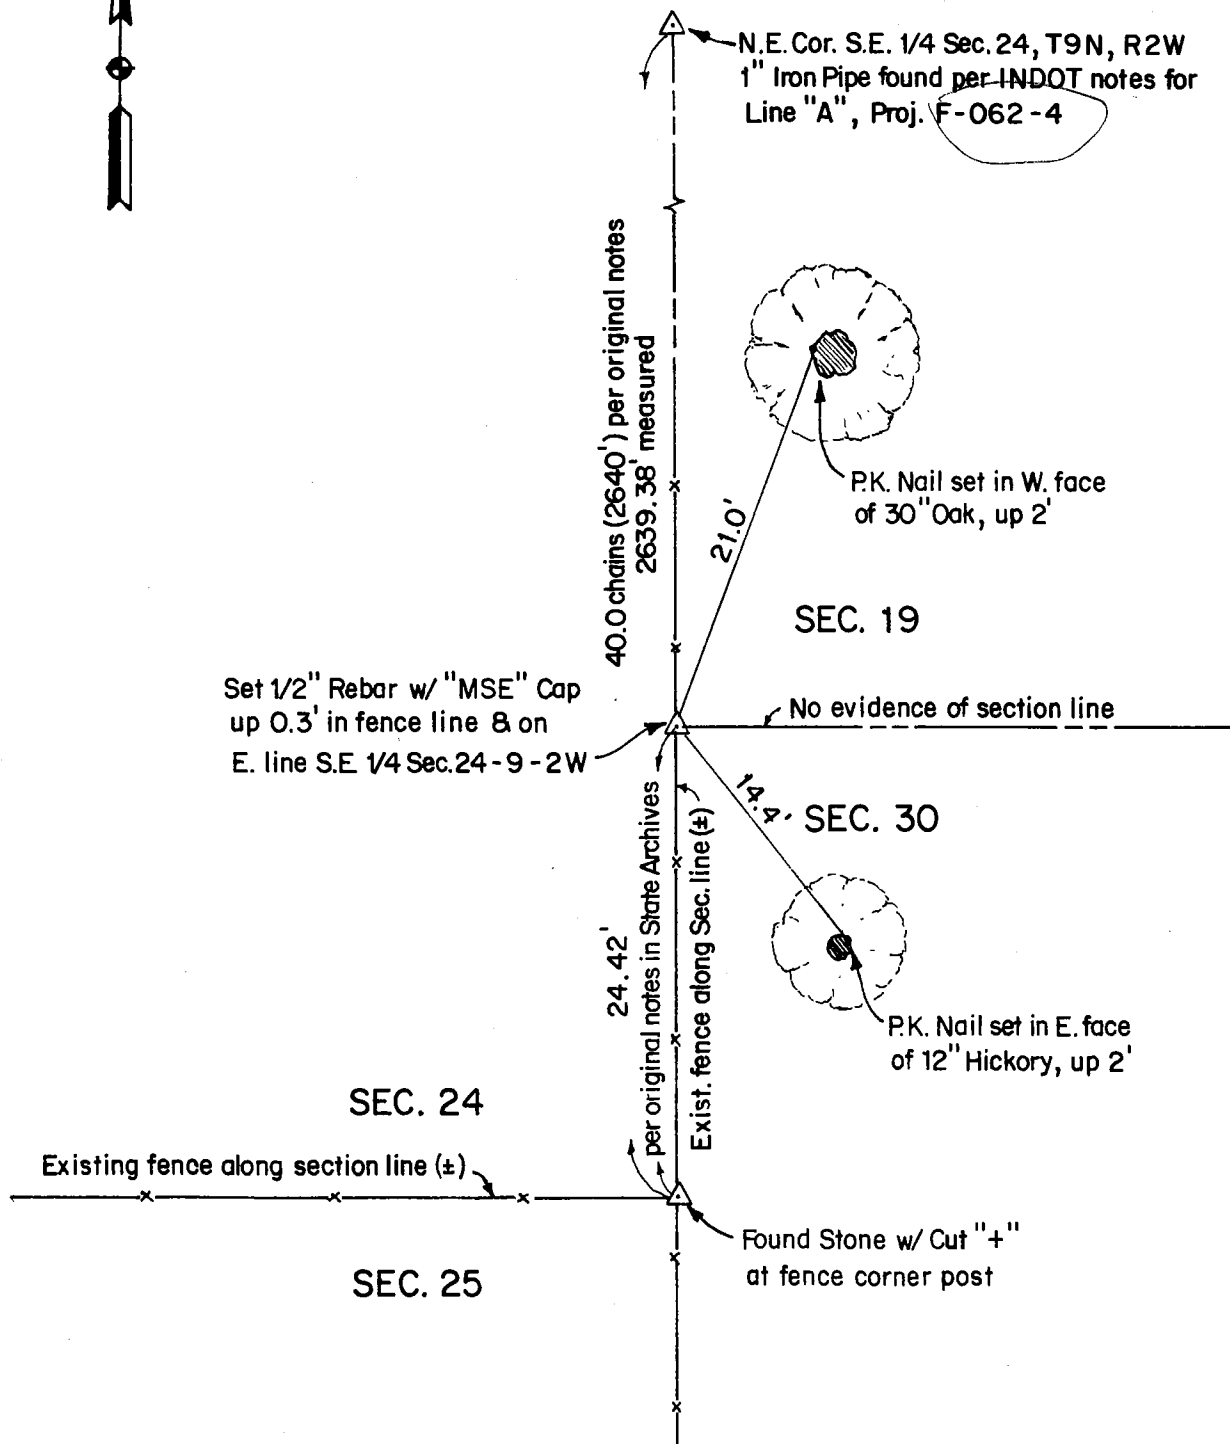 N.E. Cor. S.E. 1/4 Sec. 24, T9N, R2W
1" Iron Pipe found per INDOT notes for
Line "A", Proj. F-062-4
40.0 chains (2640') per original notes
2639.38' measured
P.K. Nail set in W. face
of 30" Oak, up 2'
21.0'
SEC. 19
Set 1/2" Rebar w/ "MSE" Cap
up 0.3' in fence line & on
E. line S.E 1/4 Sec. 24-9-2W
No evidence of section line
14.4'
SEC. 30
24.42'
per original notes in State Archives
Exist. fence along Sec. line (±)
P.K. Nail set in E. face
of 12" Hickory, up 2'
SEC. 24
Existing fence along section line (±)
Found Stone w/ Cut "+"
at fence corner post
SEC. 25